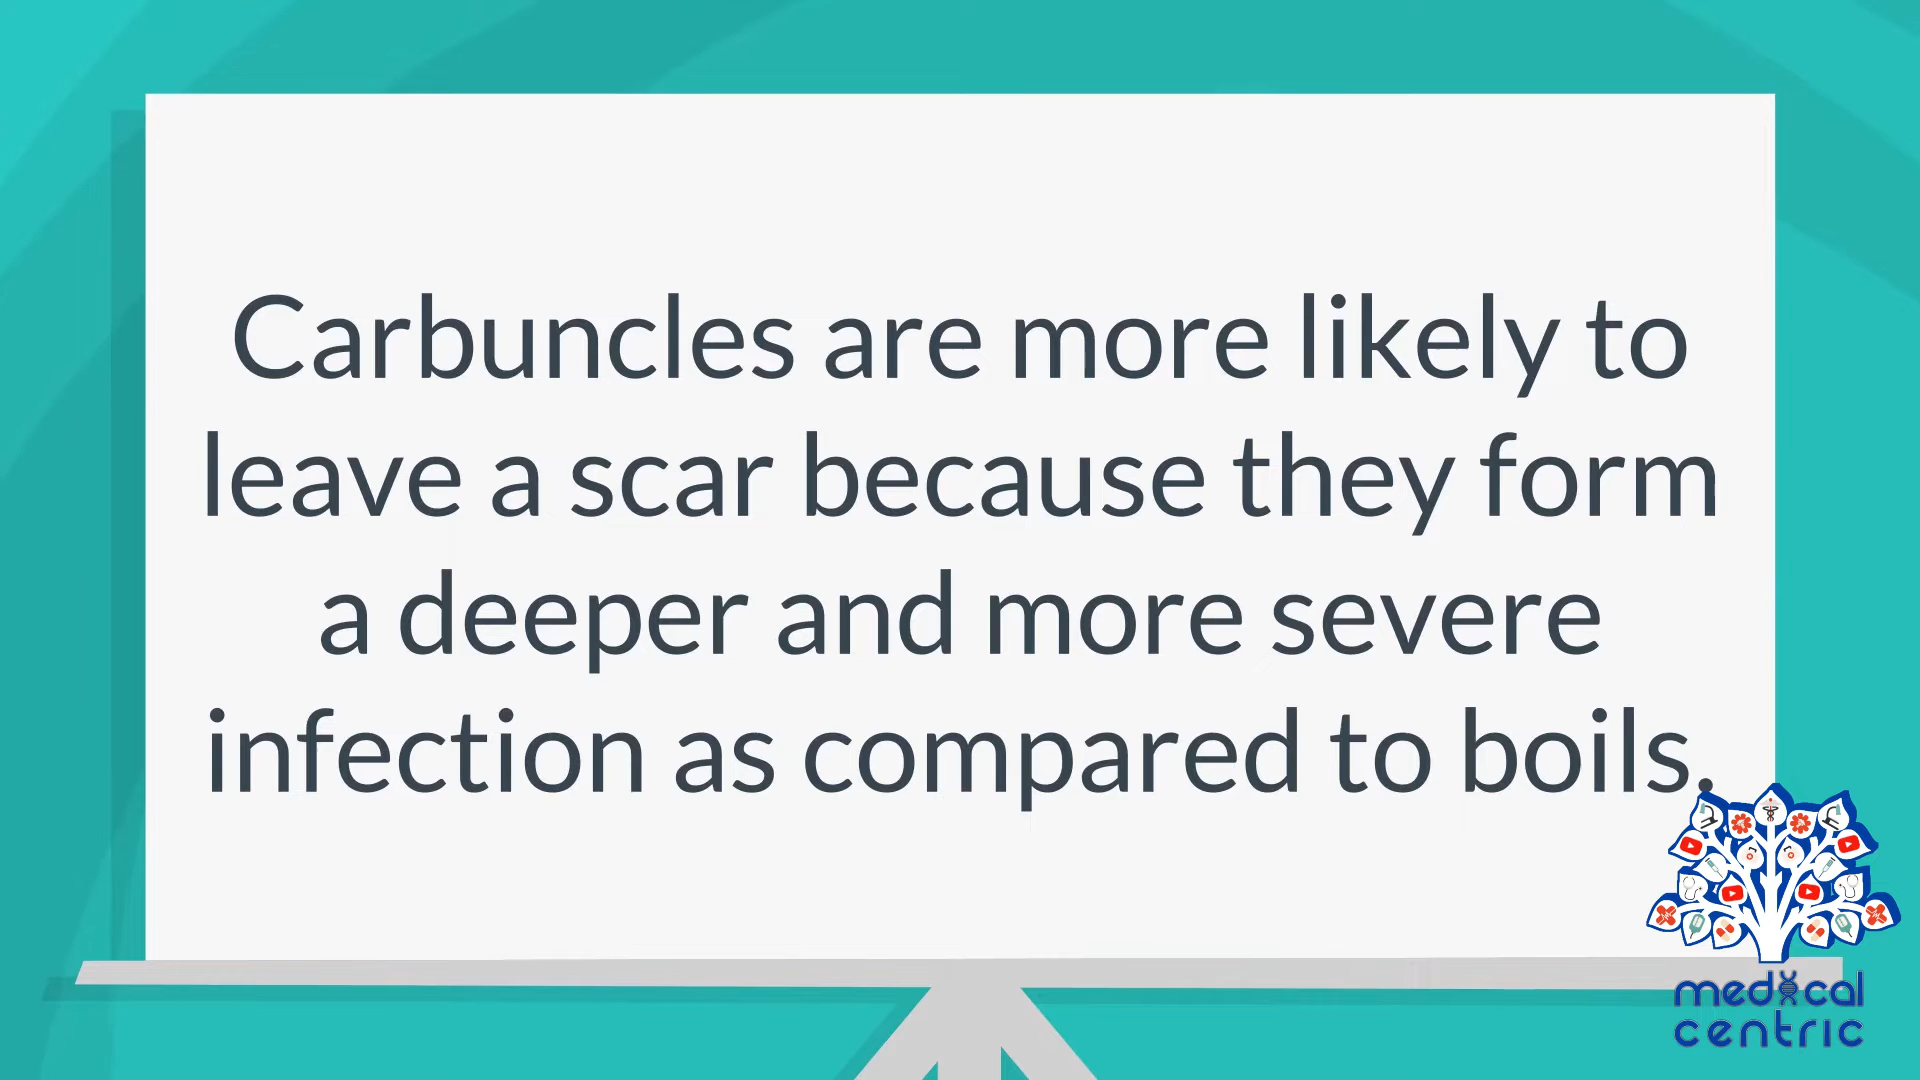 Carbuncles are more likely to
leave a scar because they form
a deeper and more severe
infection as compared to boils.
medical
centric